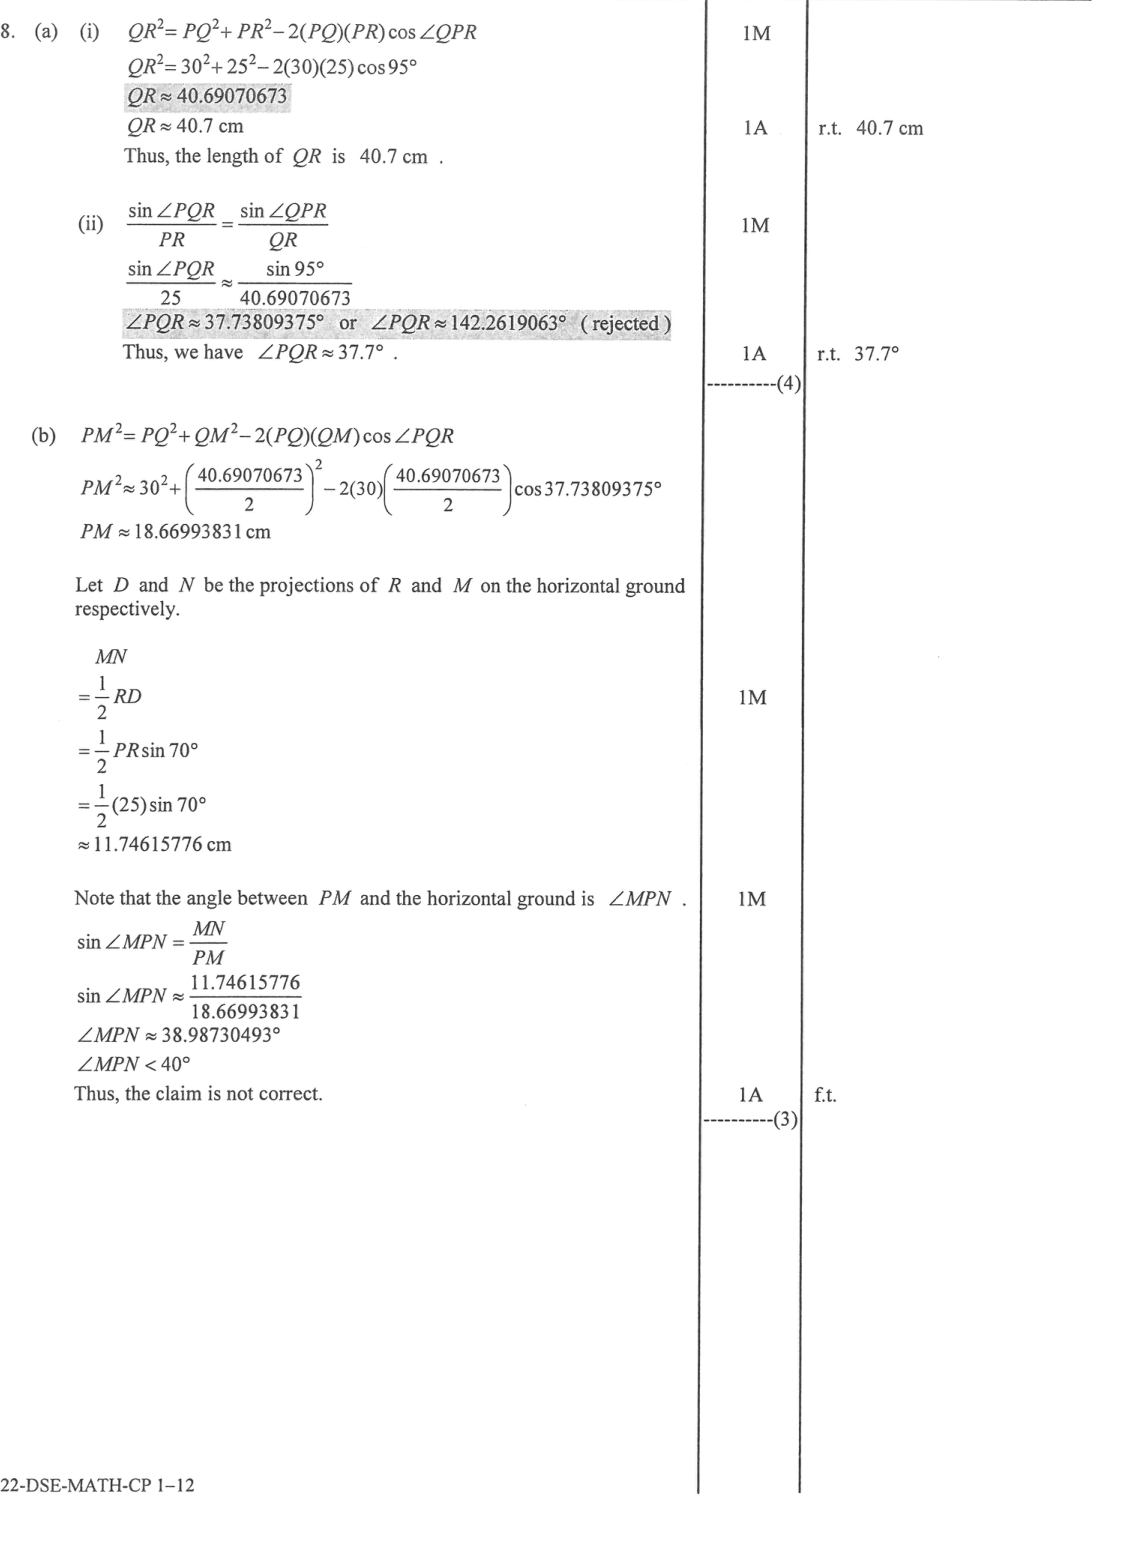 8. (a) (i) QR² = PQ² + PR² − 2(PQ)(PR) cos ∠QPR 1M
QR² = 30² + 25² − 2(30)(25) cos 95°
QR ≈ 40.69070673
QR ≈ 40.7 cm 1A r.t. 40.7 cm
Thus, the length of QR is 40.7 cm .
(ii) sin ∠PQR / PR = sin ∠QPR / QR 1M
sin ∠PQR / 25 ≈ sin 95° / 40.69070673
∠PQR ≈ 37.73809375° or ∠PQR ≈ 142.2619063° ( rejected )
Thus, we have ∠PQR ≈ 37.7° . 1A r.t. 37.7°
----------(4)
(b) PM² = PQ² + QM² − 2(PQ)(QM) cos ∠PQR
PM² ≈ 30² + (40.69070673 / 2)² − 2(30)(40.69070673 / 2) cos 37.73809375°
PM ≈ 18.66993831 cm
Let D and N be the projections of R and M on the horizontal ground
respectively.
MN
= 1/2 RD 1M
= 1/2 PR sin 70°
= 1/2 (25) sin 70°
≈ 11.74615776 cm
Note that the angle between PM and the horizontal ground is ∠MPN . 1M
sin ∠MPN = MN / PM
sin ∠MPN ≈ 11.74615776 / 18.66993831
∠MPN ≈ 38.98730493°
∠MPN < 40°
Thus, the claim is not correct. 1A f.t.
----------(3)
22-DSE-MATH-CP 1−12